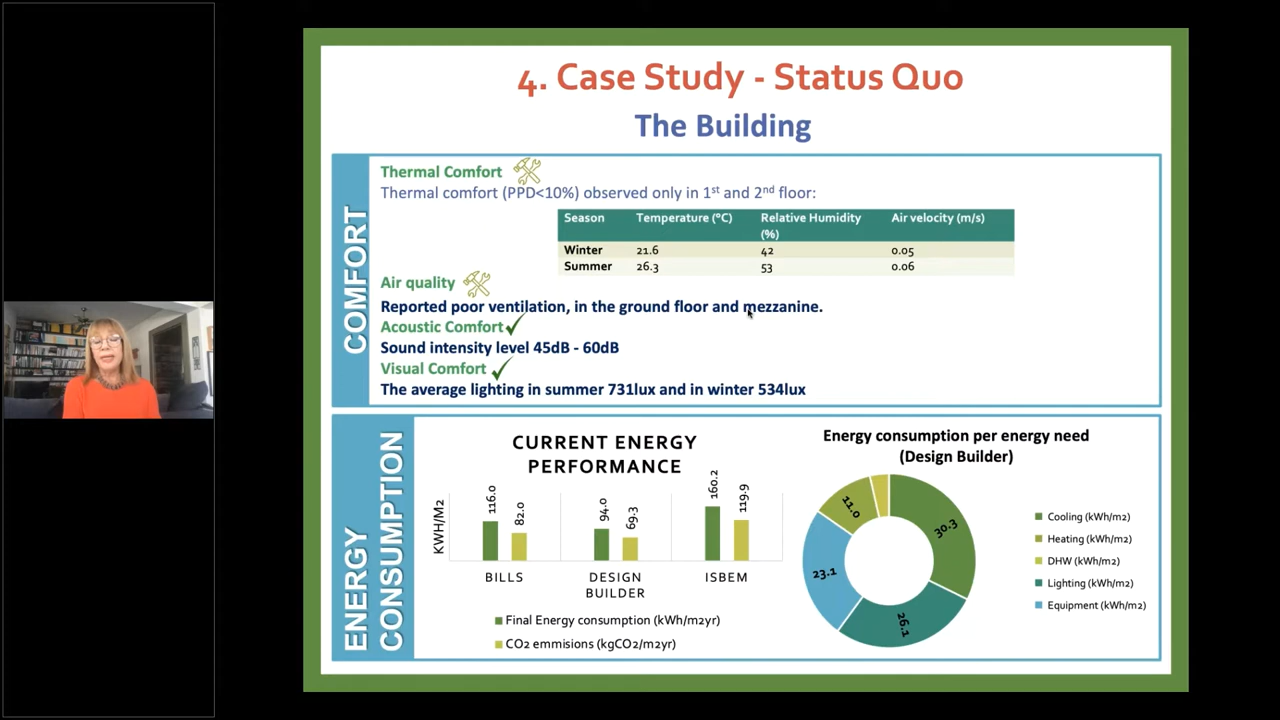 4. Case Study - Status Quo
The Building
COMFORT
Thermal Comfort
Thermal comfort (PPD<10%) observed only in 1st and 2nd floor:
Season Temperature (°C) Relative Humidity (%) Air velocity (m/s)
Winter 21.6 42 0.05
Summer 26.3 53 0.06
Air quality
Reported poor ventilation, in the ground floor and mezzanine.
Acoustic Comfort
Sound intensity level 45dB - 60dB
Visual Comfort
The average lighting in summer 731lux and in winter 534lux
ENERGY
CONSUMPTION
CURRENT ENERGY
PERFORMANCE
KWH/M2
116.0
82.0
94.0
69.3
160.2
119.9
BILLS
DESIGN
BUILDER
ISBEM
Final Energy consumption (kWh/m2yr)
CO2 emmisions (kgCO2/m2yr)
Energy consumption per energy need
(Design Builder)
30.3
26.1
23.1
11.0
Cooling (kWh/m2)
Heating (kWh/m2)
DHW (kWh/m2)
Lighting (kWh/m2)
Equipment (kWh/m2)